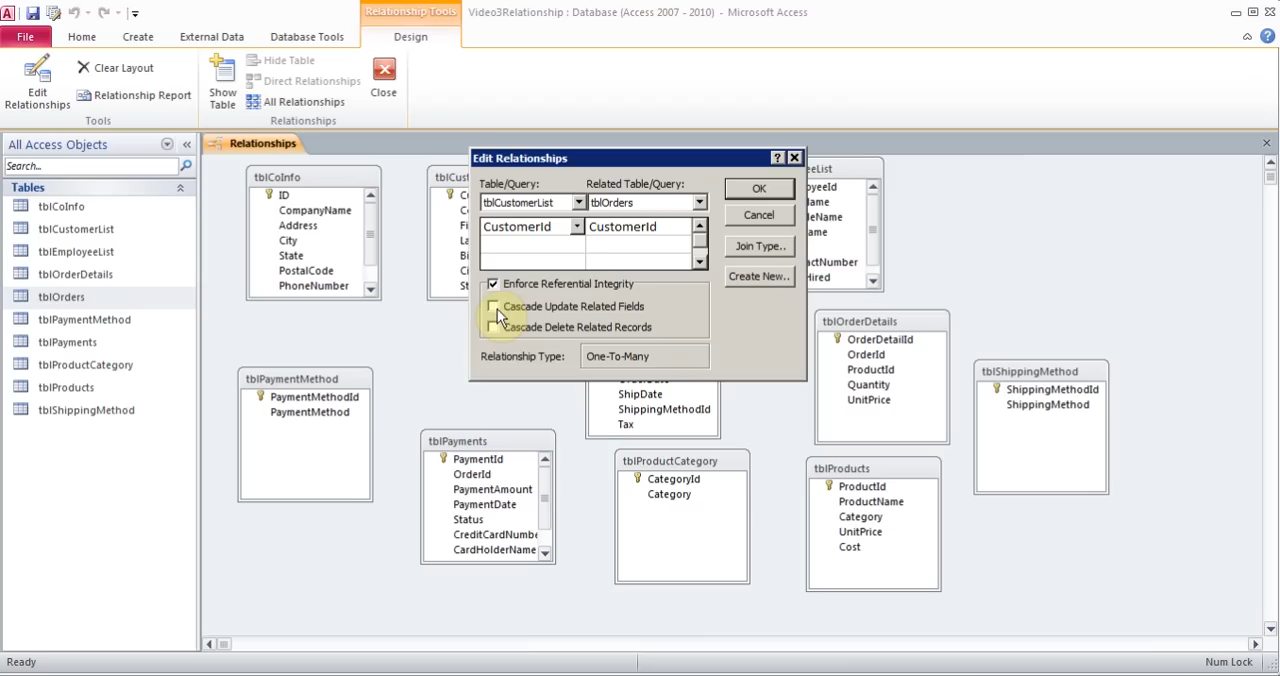 Relationship Tools
Video3Relationship : Database (Access 2007 - 2010) - Microsoft Access
File
Home
Create
External Data
Database Tools
Design
Edit Relationships
Clear Layout
Relationship Report
Tools
Show Table
Hide Table
Direct Relationships
All Relationships
Relationships
Close
All Access Objects
Search...
Tables
tblCoInfo
tblCustomerList
tblEmployeeList
tblOrderDetails
tblOrders
tblPaymentMethod
tblPayments
tblProductCategory
tblProducts
tblShippingMethod
Relationships
tblCoInfo
ID
CompanyName
Address
City
State
PostalCode
PhoneNumber
Edit Relationships
Table/Query:
Related Table/Query:
tblCustomerList
tblOrders
CustomerId
CustomerId
Enforce Referential Integrity
Cascade Update Related Fields
Cascade Delete Related Records
Relationship Type:
One-To-Many
OK
Cancel
Join Type..
Create New..
tblPaymentMethod
PaymentMethodId
PaymentMethod
tblPayments
PaymentId
OrderId
PaymentAmount
PaymentDate
Status
CreditCardNumbe
CardHolderName
ShipDate
ShippingMethodId
Tax
tblProductCategory
CategoryId
Category
tblOrderDetails
OrderDetailId
OrderId
ProductId
Quantity
UnitPrice
tblProducts
ProductId
ProductName
Category
UnitPrice
Cost
tblShippingMethod
ShippingMethodId
ShippingMethod
Ready
Num Lock